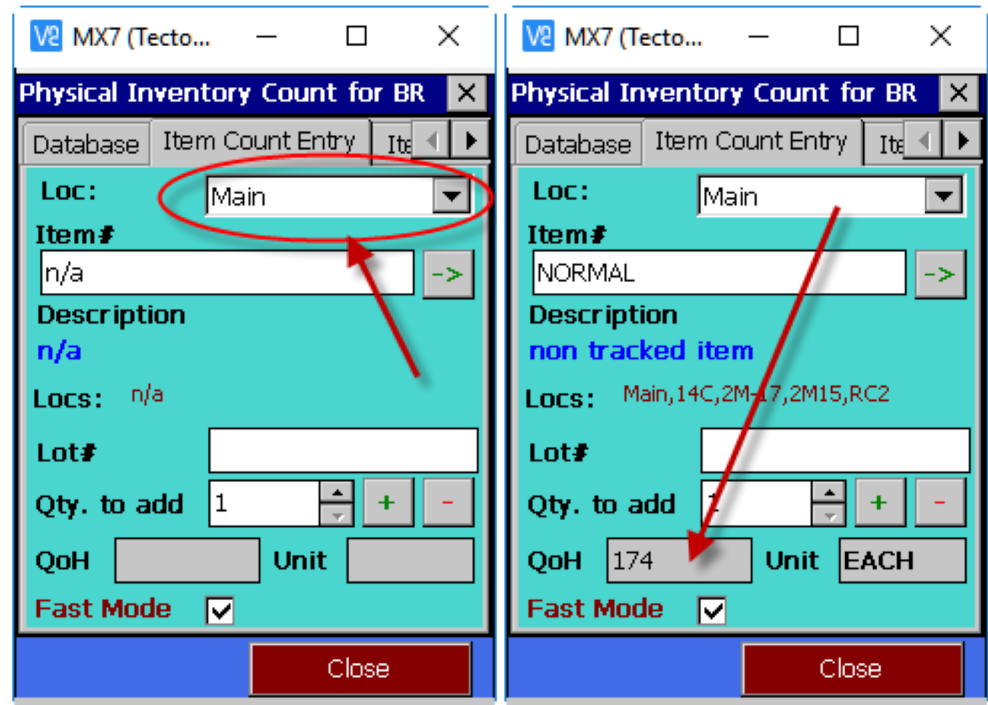 MX7 (Tecto...
Physical Inventory Count for BR
Database Item Count Entry Ite
Loc: Main
Item#
n/a ->
Description
n/a
Locs: n/a
Lot#
Qty. to add 1 + -
QoH Unit
Fast Mode
Close
MX7 (Tecto...
Physical Inventory Count for BR
Database Item Count Entry Ite
Loc: Main
Item#
NORMAL ->
Description
non tracked item
Locs: Main,14C,2M-17,2M15,RC2
Lot#
Qty. to add 1 + -
QoH 174 Unit EACH
Fast Mode
Close